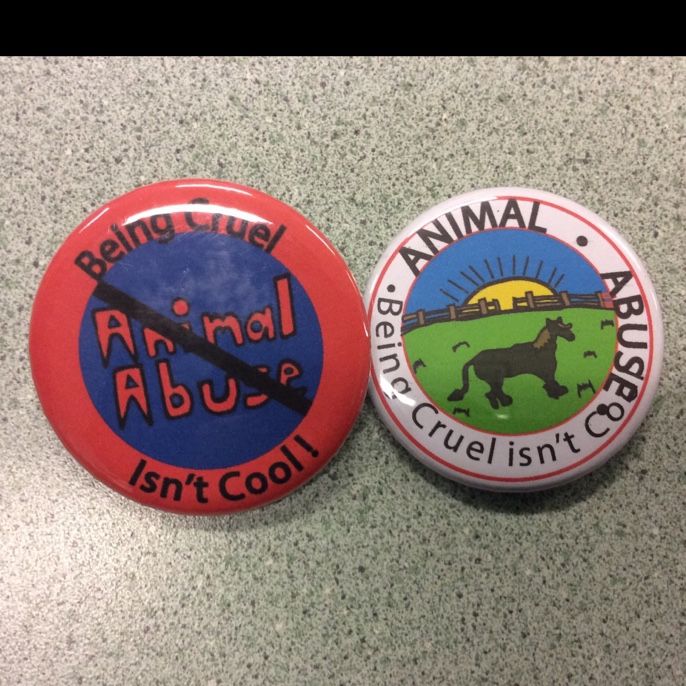 Being Cruel
Animal
Abuse
Isn't Cool!
ANIMAL • ABUSE
• Being Cruel isn't